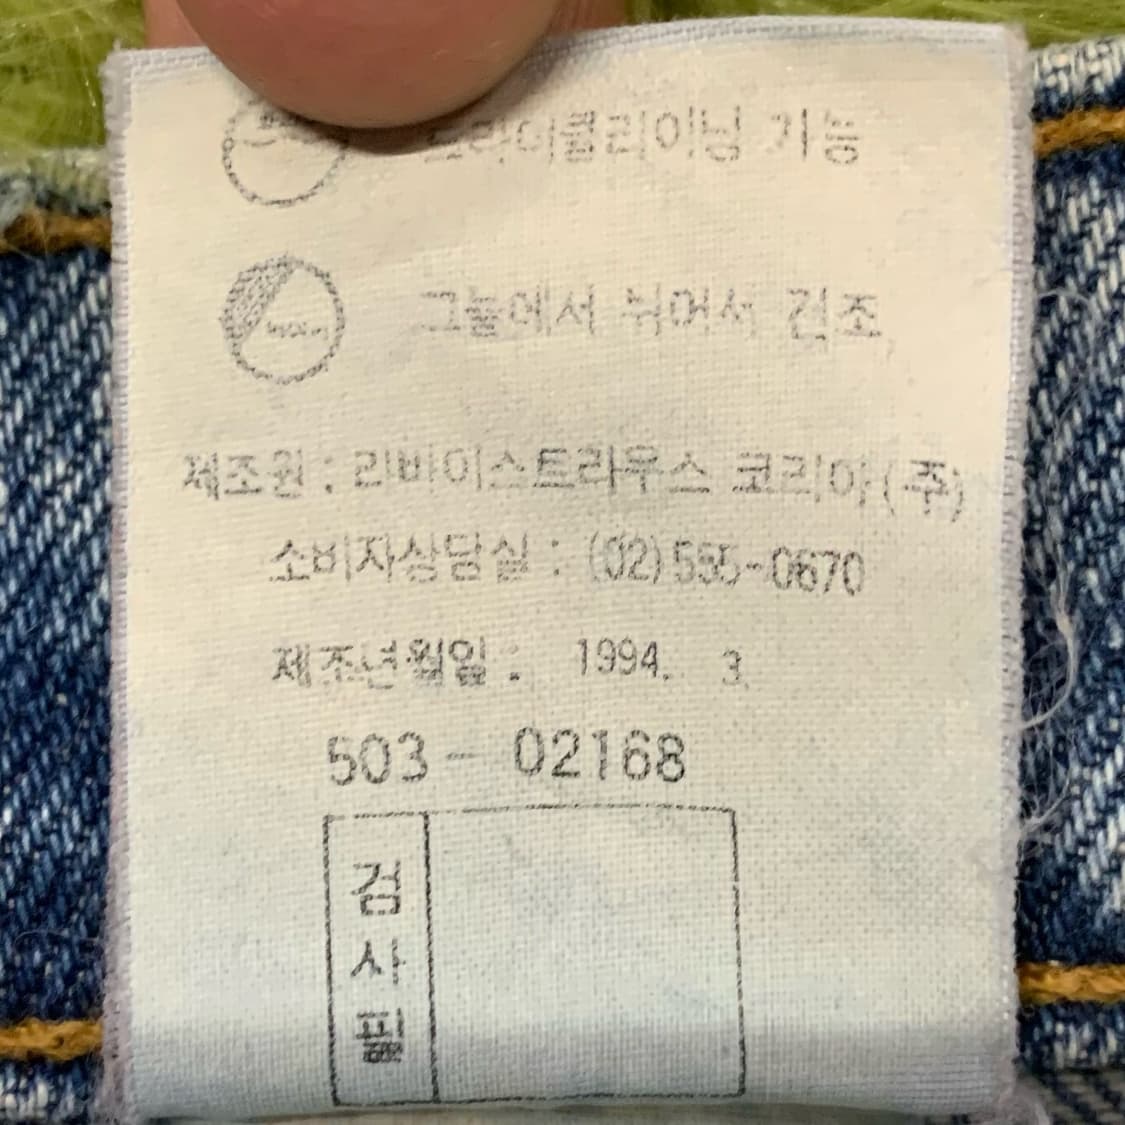 드라이클리이닝 가능
그늘에서 뉘어서 건조
제조원 : 리바이스트라우스 코리아(주)
소비자상담실 : (02)555-0670
제조년월일 : 1994. 3.
503 - 02168
검
사
필